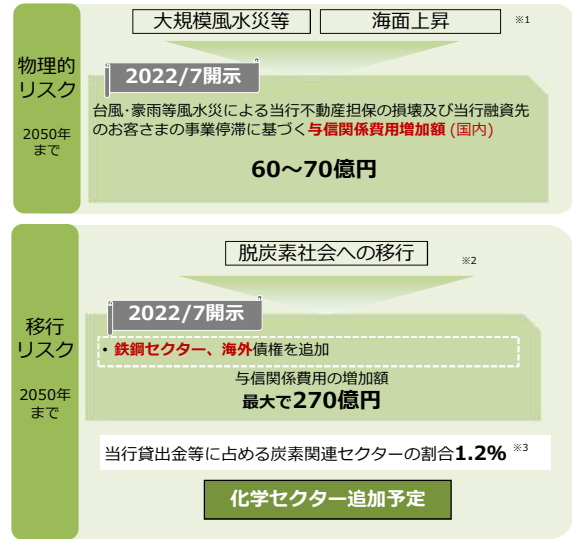 大規模風水災等 海面上昇 ※1
物理的
リスク
2050年
まで
2022/7開示
台風・豪雨等風水災による当行不動産担保の損壊及び当行融資先
のお客さまの事業停滞に基づく与信関係費用増加額 (国内)
60～70億円
脱炭素社会への移行 ※2
移行
リスク
2050年
まで
2022/7開示
・鉄鋼セクター、海外債権を追加
与信関係費用の増加額
最大で270億円
当行貸出金等に占める炭素関連セクターの割合1.2% ※3
化学セクター追加予定